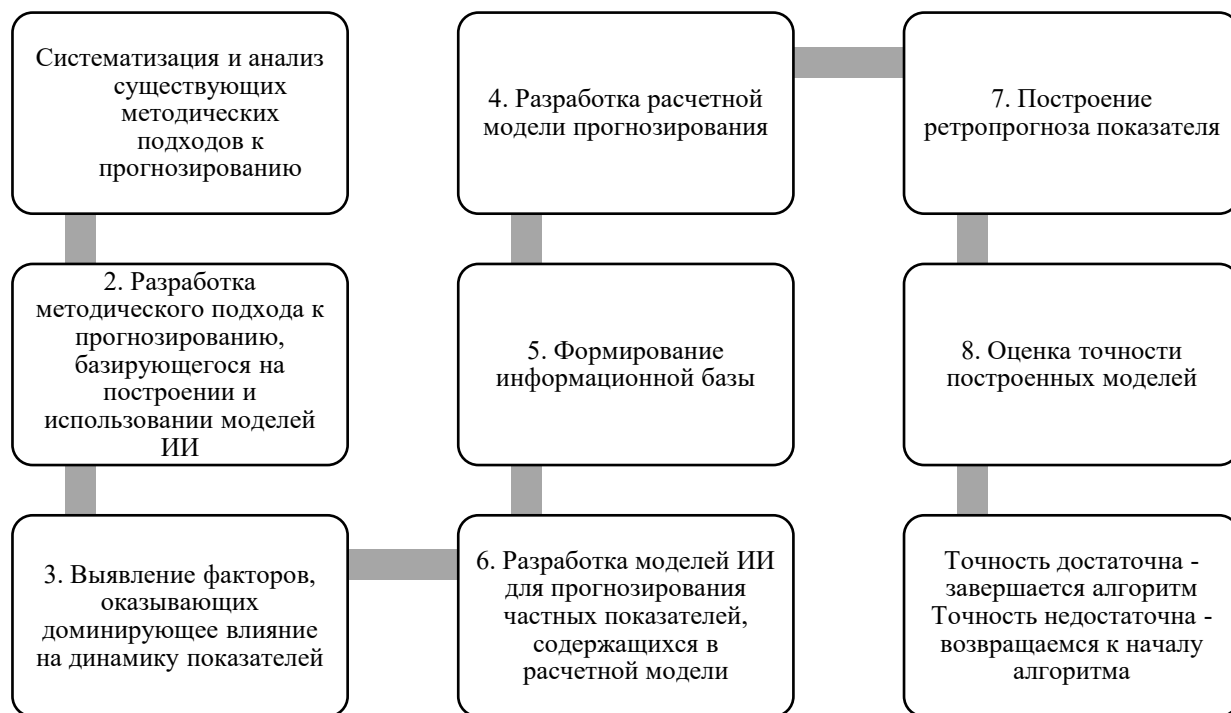 Систематизация и анализ
существующих
методических
подходов к
прогнозированию
2. Разработка
методического подхода к
прогнозированию,
базирующегося на
построении и
использовании моделей
ИИ
3. Выявление факторов,
оказывающих
доминирующее влияние
на динамику показателей
4. Разработка расчетной
модели прогнозирования
5. Формирование
информационной базы
6. Разработка моделей ИИ
для прогнозирования
частных показателей,
содержащихся в
расчетной модели
7. Построение
ретропрогноза показателя
8. Оценка точности
построенных моделей
Точность достаточна -
завершается алгоритм
Точность недостаточна -
возвращаемся к началу
алгоритма